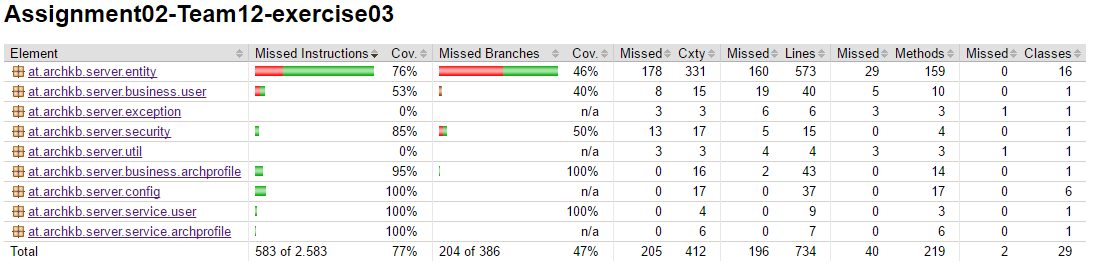 Assignment02-Team12-exercise03
Element Missed Instructions Cov. Missed Branches Cov. Missed Cxty Missed Lines Missed Methods Missed Classes
at.archkb.server.entity 76% 46% 178 331 160 573 29 159 0 16
at.archkb.server.business.user 53% 40% 8 15 19 40 5 10 0 1
at.archkb.server.exception 0% n/a 3 3 6 6 3 3 1 1
at.archkb.server.security 85% 50% 13 17 5 15 0 4 0 1
at.archkb.server.util 0% n/a 3 3 4 4 3 3 1 1
at.archkb.server.business.archprofile 95% 100% 0 16 2 43 0 14 0 1
at.archkb.server.config 100% n/a 0 17 0 37 0 17 0 6
at.archkb.server.service.user 100% 100% 0 4 0 9 0 3 0 1
at.archkb.server.service.archprofile 100% n/a 0 6 0 7 0 6 0 1
Total 583 of 2.583 77% 204 of 386 47% 205 412 196 734 40 219 2 29